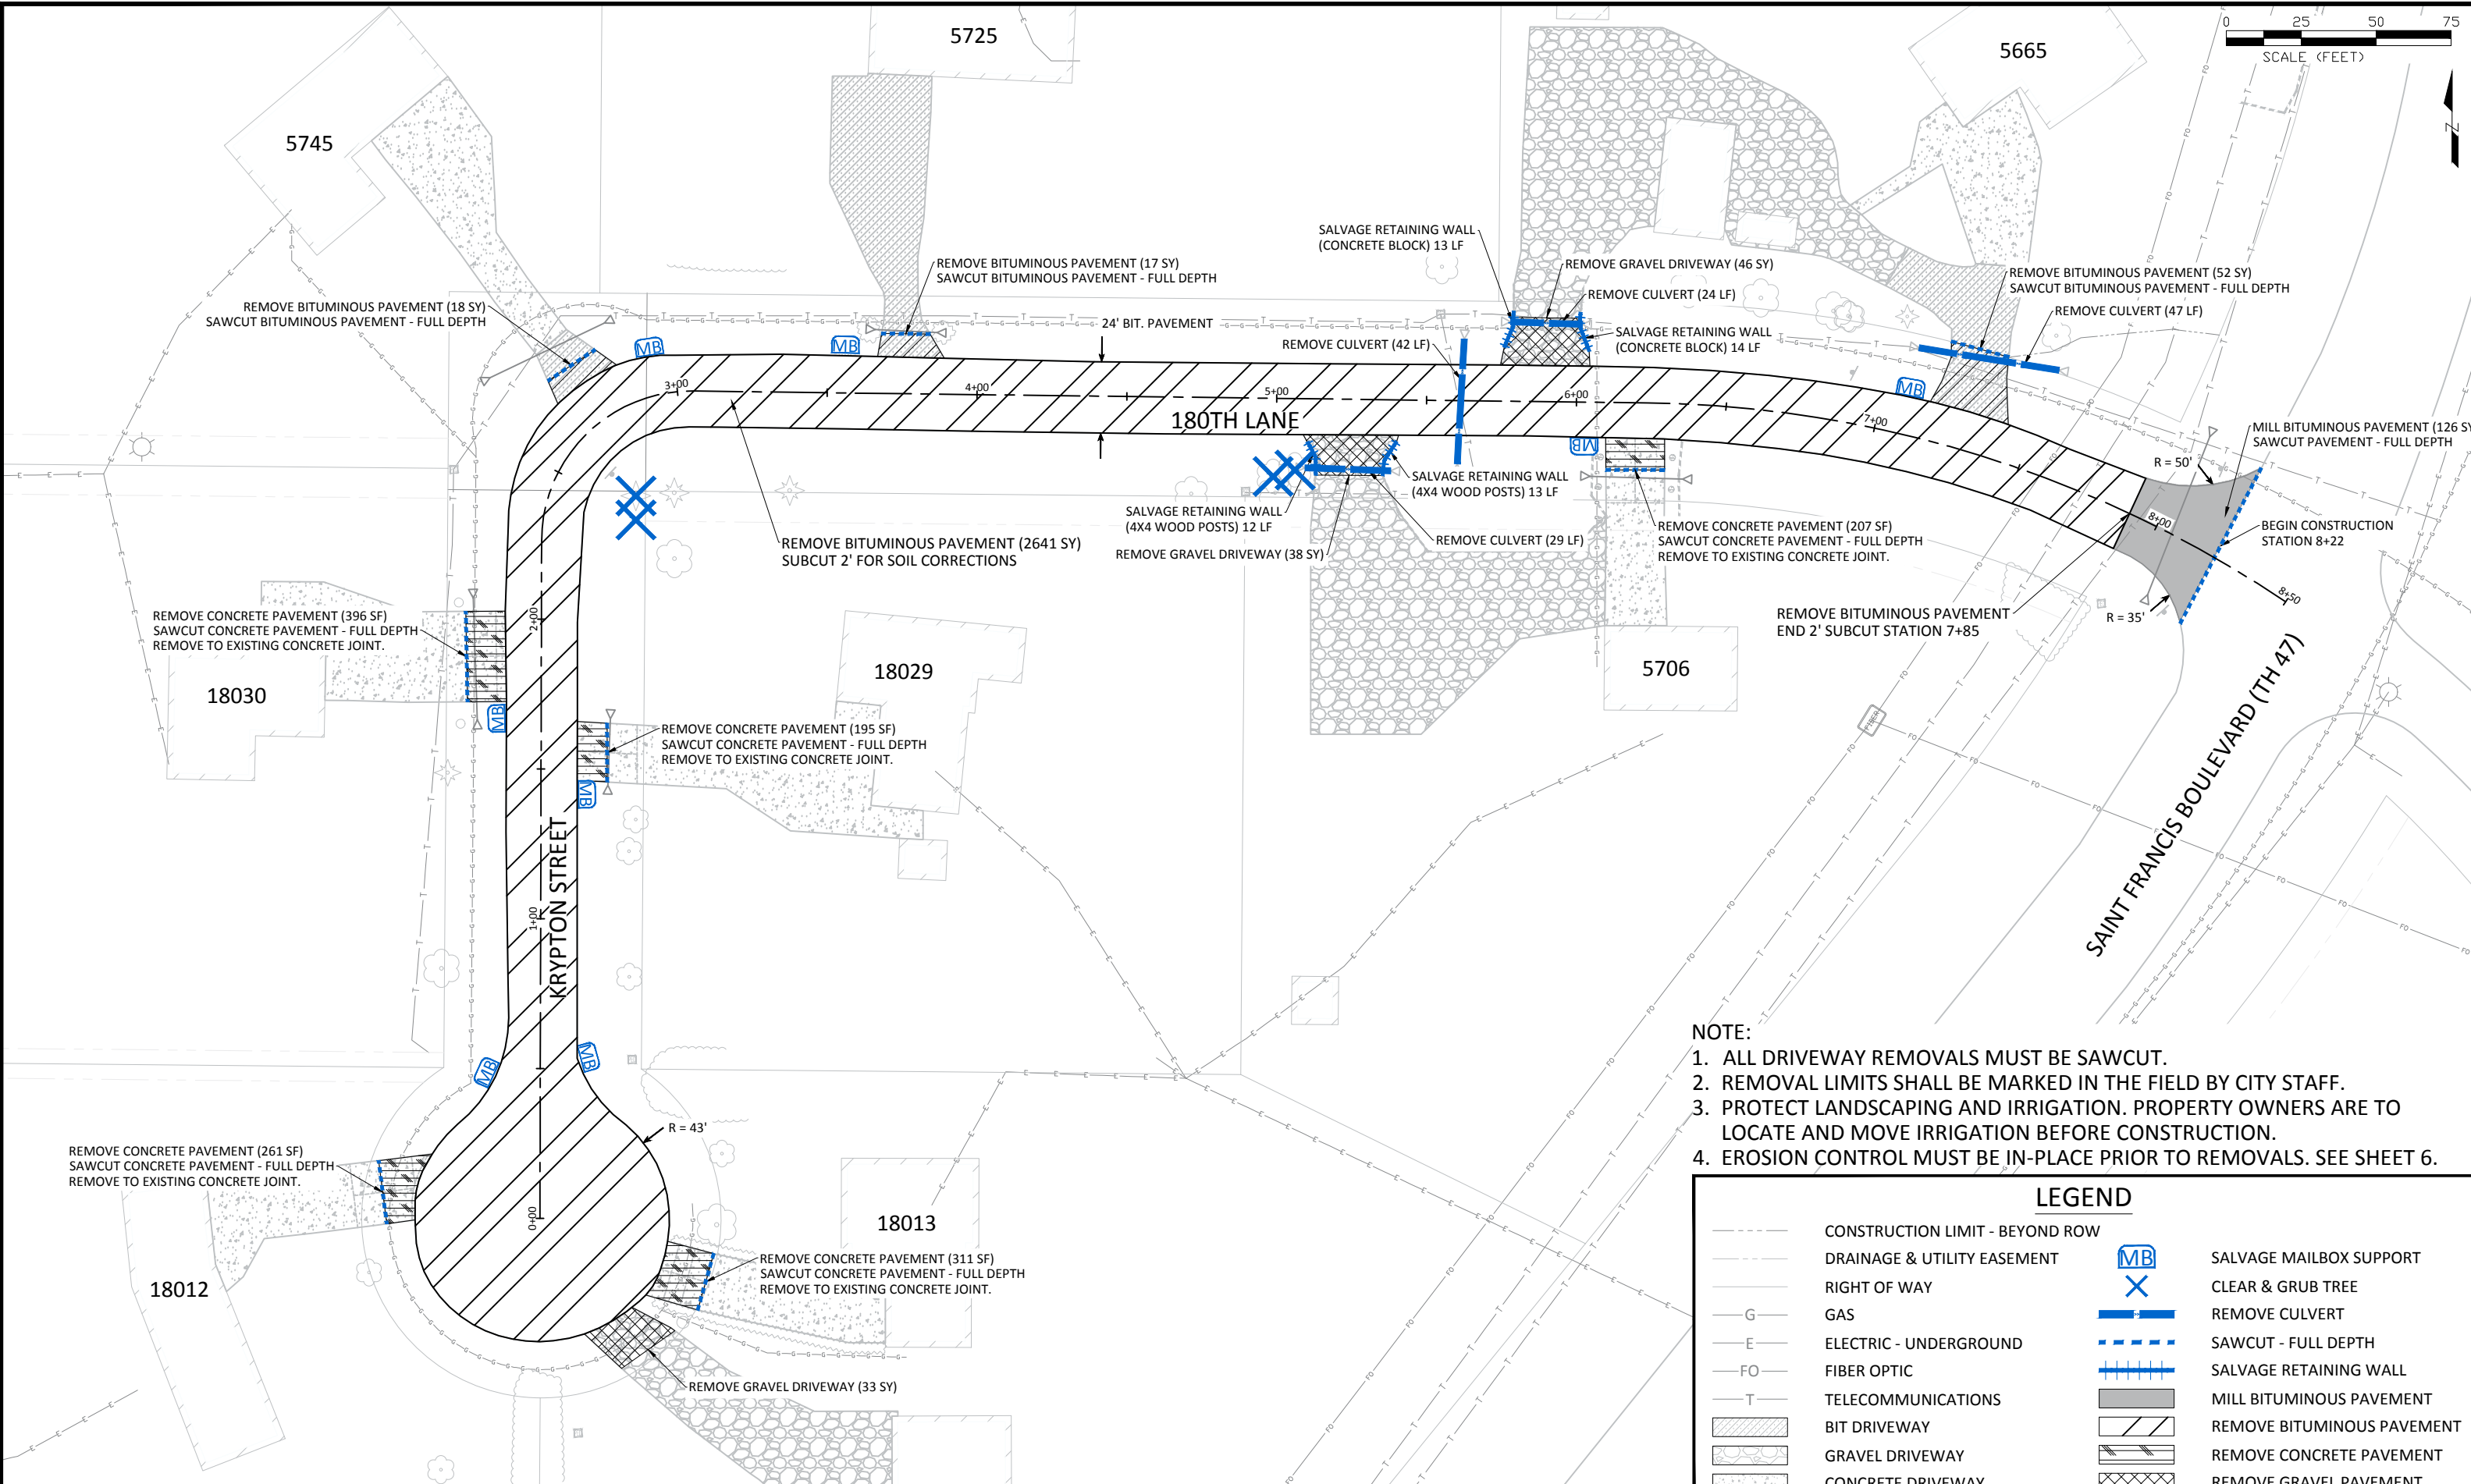 5725
5665
0 25 50 75
SCALE (FEET)
N
5745
SALVAGE RETAINING WALL
(CONCRETE BLOCK) 13 LF
REMOVE BITUMINOUS PAVEMENT (17 SY)
SAWCUT BITUMINOUS PAVEMENT - FULL DEPTH
REMOVE GRAVEL DRIVEWAY (46 SY)
REMOVE CULVERT (24 LF)
REMOVE BITUMINOUS PAVEMENT (52 SY)
SAWCUT BITUMINOUS PAVEMENT - FULL DEPTH
REMOVE CULVERT (47 LF)
REMOVE BITUMINOUS PAVEMENT (18 SY)
SAWCUT BITUMINOUS PAVEMENT - FULL DEPTH
24' BIT. PAVEMENT
SALVAGE RETAINING WALL
(CONCRETE BLOCK) 14 LF
REMOVE CULVERT (42 LF)
MB
MB
MB
3+00
4+00
5+00
6+00
7+00
8+00
8+50
180TH LANE
MB
MILL BITUMINOUS PAVEMENT (126 SY
SAWCUT PAVEMENT - FULL DEPTH
R = 50'
SALVAGE RETAINING WALL
(4X4 WOOD POSTS) 13 LF
SALVAGE RETAINING WALL
(4X4 WOOD POSTS) 12 LF
REMOVE GRAVEL DRIVEWAY (38 SY)
REMOVE CULVERT (29 LF)
REMOVE CONCRETE PAVEMENT (207 SF)
SAWCUT CONCRETE PAVEMENT - FULL DEPTH
REMOVE TO EXISTING CONCRETE JOINT.
BEGIN CONSTRUCTION
STATION 8+22
REMOVE BITUMINOUS PAVEMENT (2641 SY)
SUBCUT 2' FOR SOIL CORRECTIONS
REMOVE BITUMINOUS PAVEMENT
END 2' SUBCUT STATION 7+85
R = 35'
REMOVE CONCRETE PAVEMENT (396 SF)
SAWCUT CONCRETE PAVEMENT - FULL DEPTH
REMOVE TO EXISTING CONCRETE JOINT.
2+00
18030
18029
5706
MB
REMOVE CONCRETE PAVEMENT (195 SF)
SAWCUT CONCRETE PAVEMENT - FULL DEPTH
REMOVE TO EXISTING CONCRETE JOINT.
MB
FIBER
SAINT FRANCIS BOULEVARD (TH 47)
KRYPTON STREET
1+00
MB
MB
R = 43'
REMOVE CONCRETE PAVEMENT (261 SF)
SAWCUT CONCRETE PAVEMENT - FULL DEPTH
REMOVE TO EXISTING CONCRETE JOINT.
0+00
18013
18012
REMOVE CONCRETE PAVEMENT (311 SF)
SAWCUT CONCRETE PAVEMENT - FULL DEPTH
REMOVE TO EXISTING CONCRETE JOINT.
REMOVE GRAVEL DRIVEWAY (33 SY)
NOTE:
1. ALL DRIVEWAY REMOVALS MUST BE SAWCUT.
2. REMOVAL LIMITS SHALL BE MARKED IN THE FIELD BY CITY STAFF.
3. PROTECT LANDSCAPING AND IRRIGATION. PROPERTY OWNERS ARE TO
LOCATE AND MOVE IRRIGATION BEFORE CONSTRUCTION.
4. EROSION CONTROL MUST BE IN-PLACE PRIOR TO REMOVALS. SEE SHEET 6.
LEGEND
CONSTRUCTION LIMIT - BEYOND ROW
DRAINAGE & UTILITY EASEMENT
RIGHT OF WAY
G GAS
E ELECTRIC - UNDERGROUND
FO FIBER OPTIC
T TELECOMMUNICATIONS
BIT DRIVEWAY
GRAVEL DRIVEWAY
CONCRETE DRIVEWAY
MB SALVAGE MAILBOX SUPPORT
CLEAR & GRUB TREE
REMOVE CULVERT
SAWCUT - FULL DEPTH
SALVAGE RETAINING WALL
MILL BITUMINOUS PAVEMENT
REMOVE BITUMINOUS PAVEMENT
REMOVE CONCRETE PAVEMENT
REMOVE GRAVEL PAVEMENT